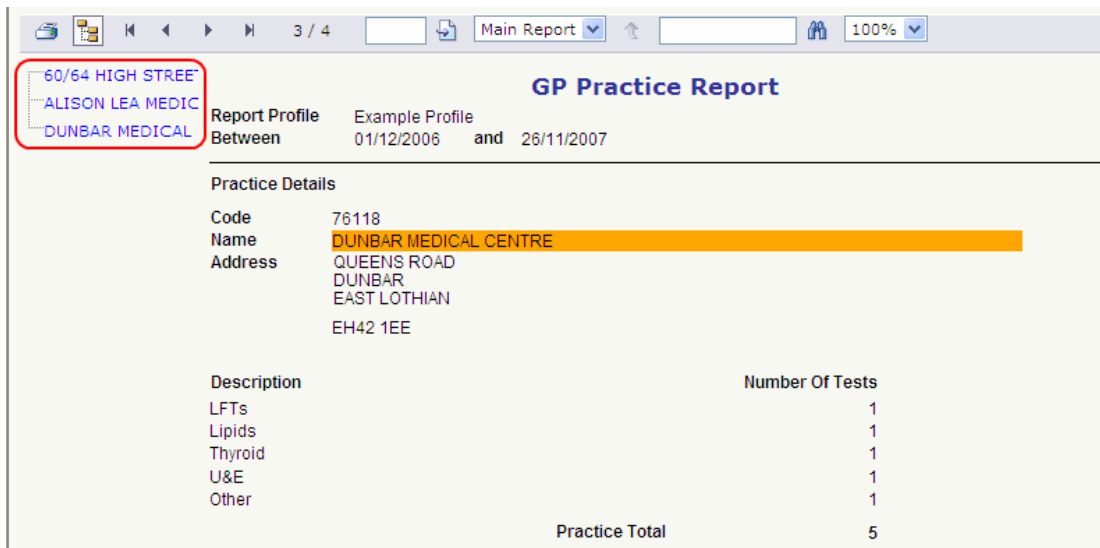 3 / 4 Main Report 100%
60/64 HIGH STREET
ALISON LEA MEDIC
DUNBAR MEDICAL
GP Practice Report
Report Profile Example Profile
Between 01/12/2006 and 26/11/2007
Practice Details
Code 76118
Name DUNBAR MEDICAL CENTRE
Address QUEENS ROAD
DUNBAR
EAST LOTHIAN
EH42 1EE
Description Number Of Tests
LFTs 1
Lipids 1
Thyroid 1
U&E 1
Other 1
Practice Total 5